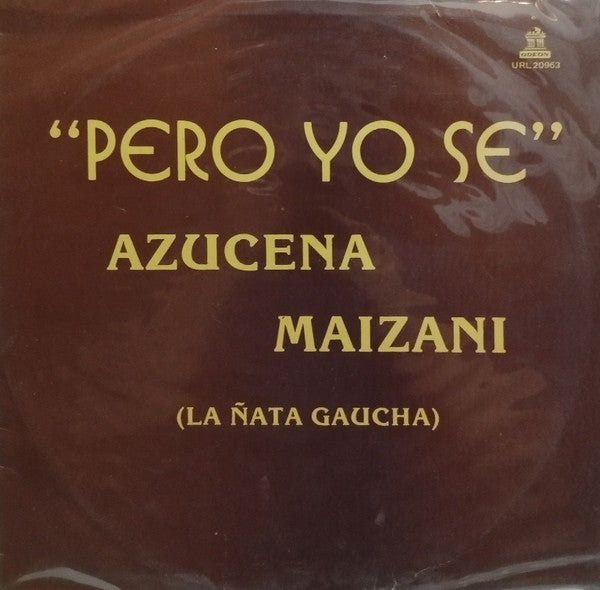 ODEON
URL 20963
“PERO YO SE”
AZUCENA
MAIZANI
(LA ÑATA GAUCHA)